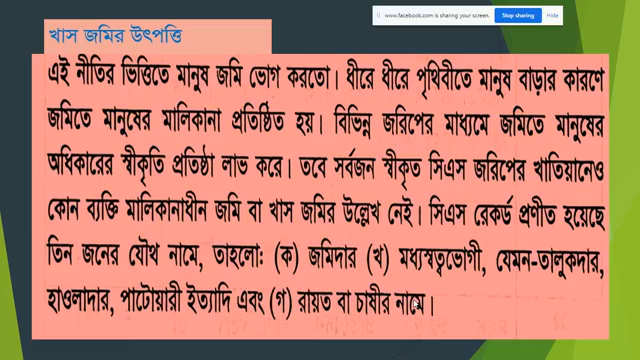 www.facebook.com is sharing your screen.
Stop sharing
Hide
খাস জমির উৎপত্তি
এই নীতির ভিত্তিতে মানুষ জমি ভোগ করতো। ধীরে ধীরে পৃথিবীতে মানুষ বাড়ার কারণে
জমিতে মানুষের মালিকানা প্রতিষ্ঠিত হয়। বিভিন্ন জরিপের মাধ্যমে জমিতে মানুষের
অধিকারের স্বীকৃতি প্রতিষ্ঠা লাভ করে। তবে সর্বজন স্বীকৃত সিএস জরিপের খাতিয়ানেও
কোন ব্যক্তি মালিকানাধীন জমি বা খাস জমির উল্লেখ নেই। সিএস রেকর্ড প্রণীত হয়েছে
তিন জনের যৌথ নামে, তাহলো: (ক) জমিদার (খ) মধ্যস্বত্বভোগী, যেমন-তালুকদার,
হাওলাদার, পাটোয়ারী ইত্যাদি এবং (গ) রায়ত বা চাষীর নামে।